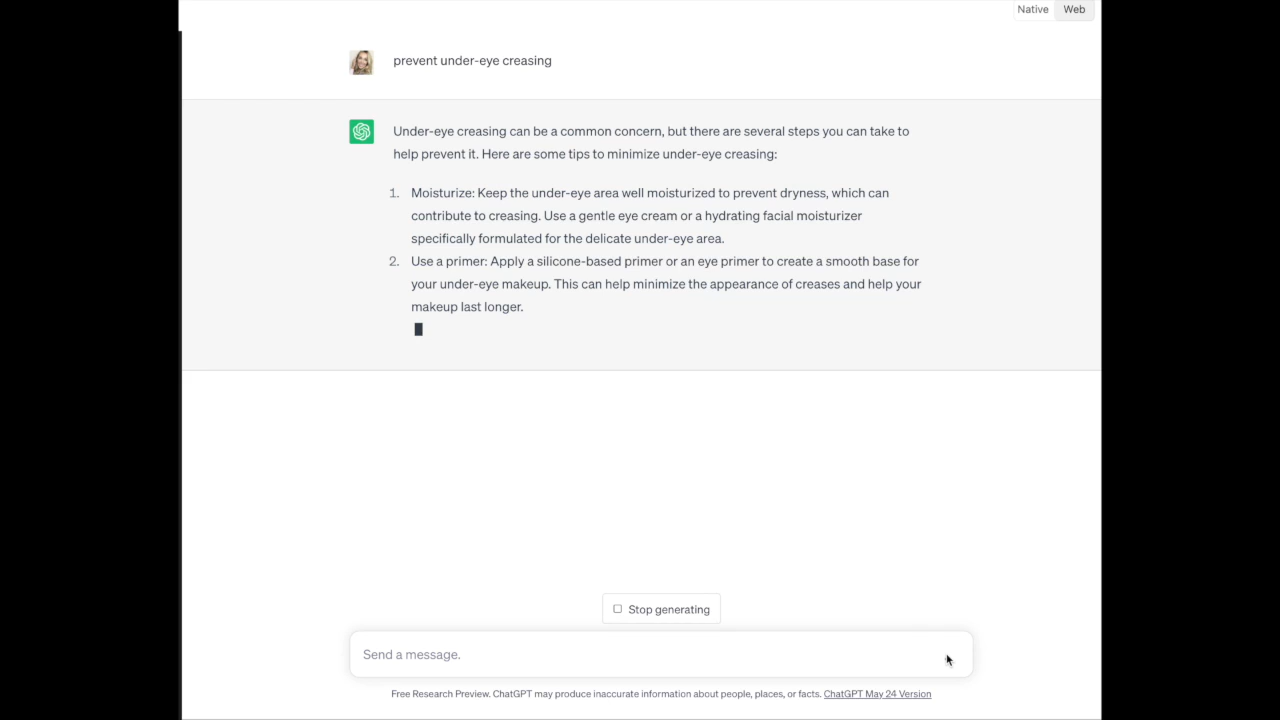 Native Web
prevent under-eye creasing
Under-eye creasing can be a common concern, but there are several steps you can take to
help prevent it. Here are some tips to minimize under-eye creasing:
1. Moisturize: Keep the under-eye area well moisturized to prevent dryness, which can
contribute to creasing. Use a gentle eye cream or a hydrating facial moisturizer
specifically formulated for the delicate under-eye area.
2. Use a primer: Apply a silicone-based primer or an eye primer to create a smooth base for
your under-eye makeup. This can help minimize the appearance of creases and help your
makeup last longer.
Stop generating
Send a message.
Free Research Preview. ChatGPT may produce inaccurate information about people, places, or facts. ChatGPT May 24 Version